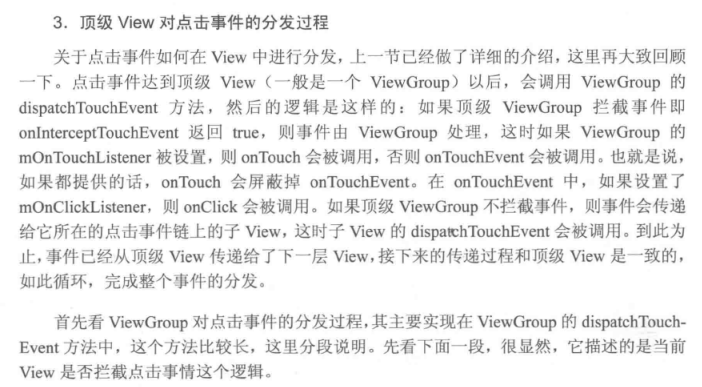 3．顶级 View 对点击事件的分发过程
关于点击事件如何在 View 中进行分发，上一节已经做了详细的介绍，这里再大致回顾
一下。点击事件达到顶级 View（一般是一个 ViewGroup）以后，会调用 ViewGroup 的
dispatchTouchEvent 方法，然后的逻辑是这样的：如果顶级 ViewGroup 拦截事件即
onInterceptTouchEvent 返回 true，则事件由 ViewGroup 处理，这时如果 ViewGroup 的
mOnTouchListener 被设置，则 onTouch 会被调用，否则 onTouchEvent 会被调用。也就是说，
如果都提供的话，onTouch 会屏蔽掉 onTouchEvent。在 onTouchEvent 中，如果设置了
mOnClickListener，则 onClick 会被调用。如果顶级 ViewGroup 不拦截事件，则事件会传递
给它所在的点击事件链上的子 View，这时子 View 的 dispatchTouchEvent 会被调用。到此为
止，事件已经从顶级 View 传递给了下一层 View，接下来的传递过程和顶级 View 是一致的，
如此循环，完成整个事件的分发。
首先看 ViewGroup 对点击事件的分发过程，其主要实现在 ViewGroup 的 dispatchTouch-
Event 方法中，这个方法比较长，这里分段说明。先看下面一段，很显然，它描述的是当前
View 是否拦截点击事情这个逻辑。